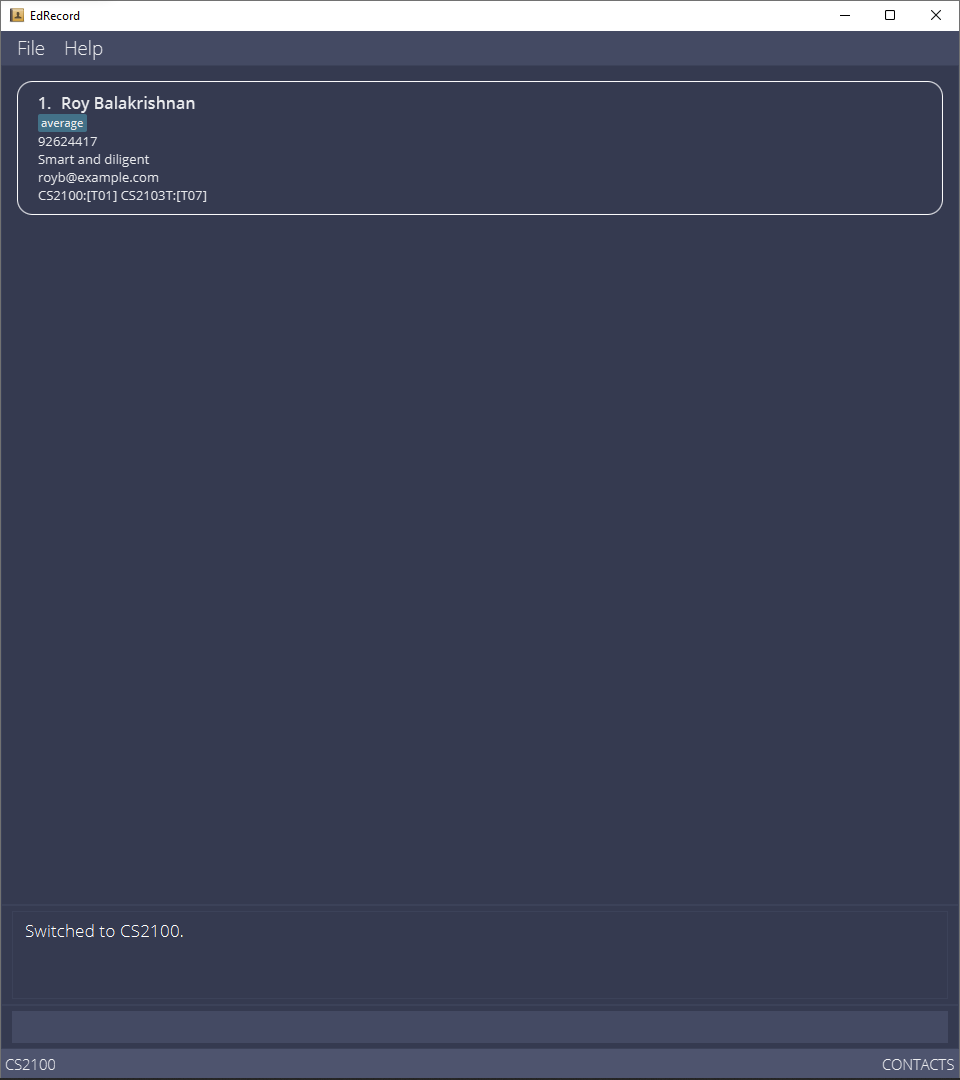 EdRecord
File Help
1. Roy Balakrishnan
average
92624417
Smart and diligent
royb@example.com
CS2100:[T01] CS2103T:[T07]
Switched to CS2100.
CS2100 CONTACTS